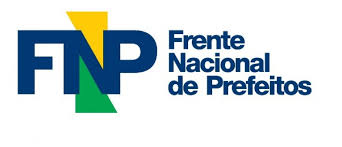 FNP
Frente
Nacional
de Prefeitos